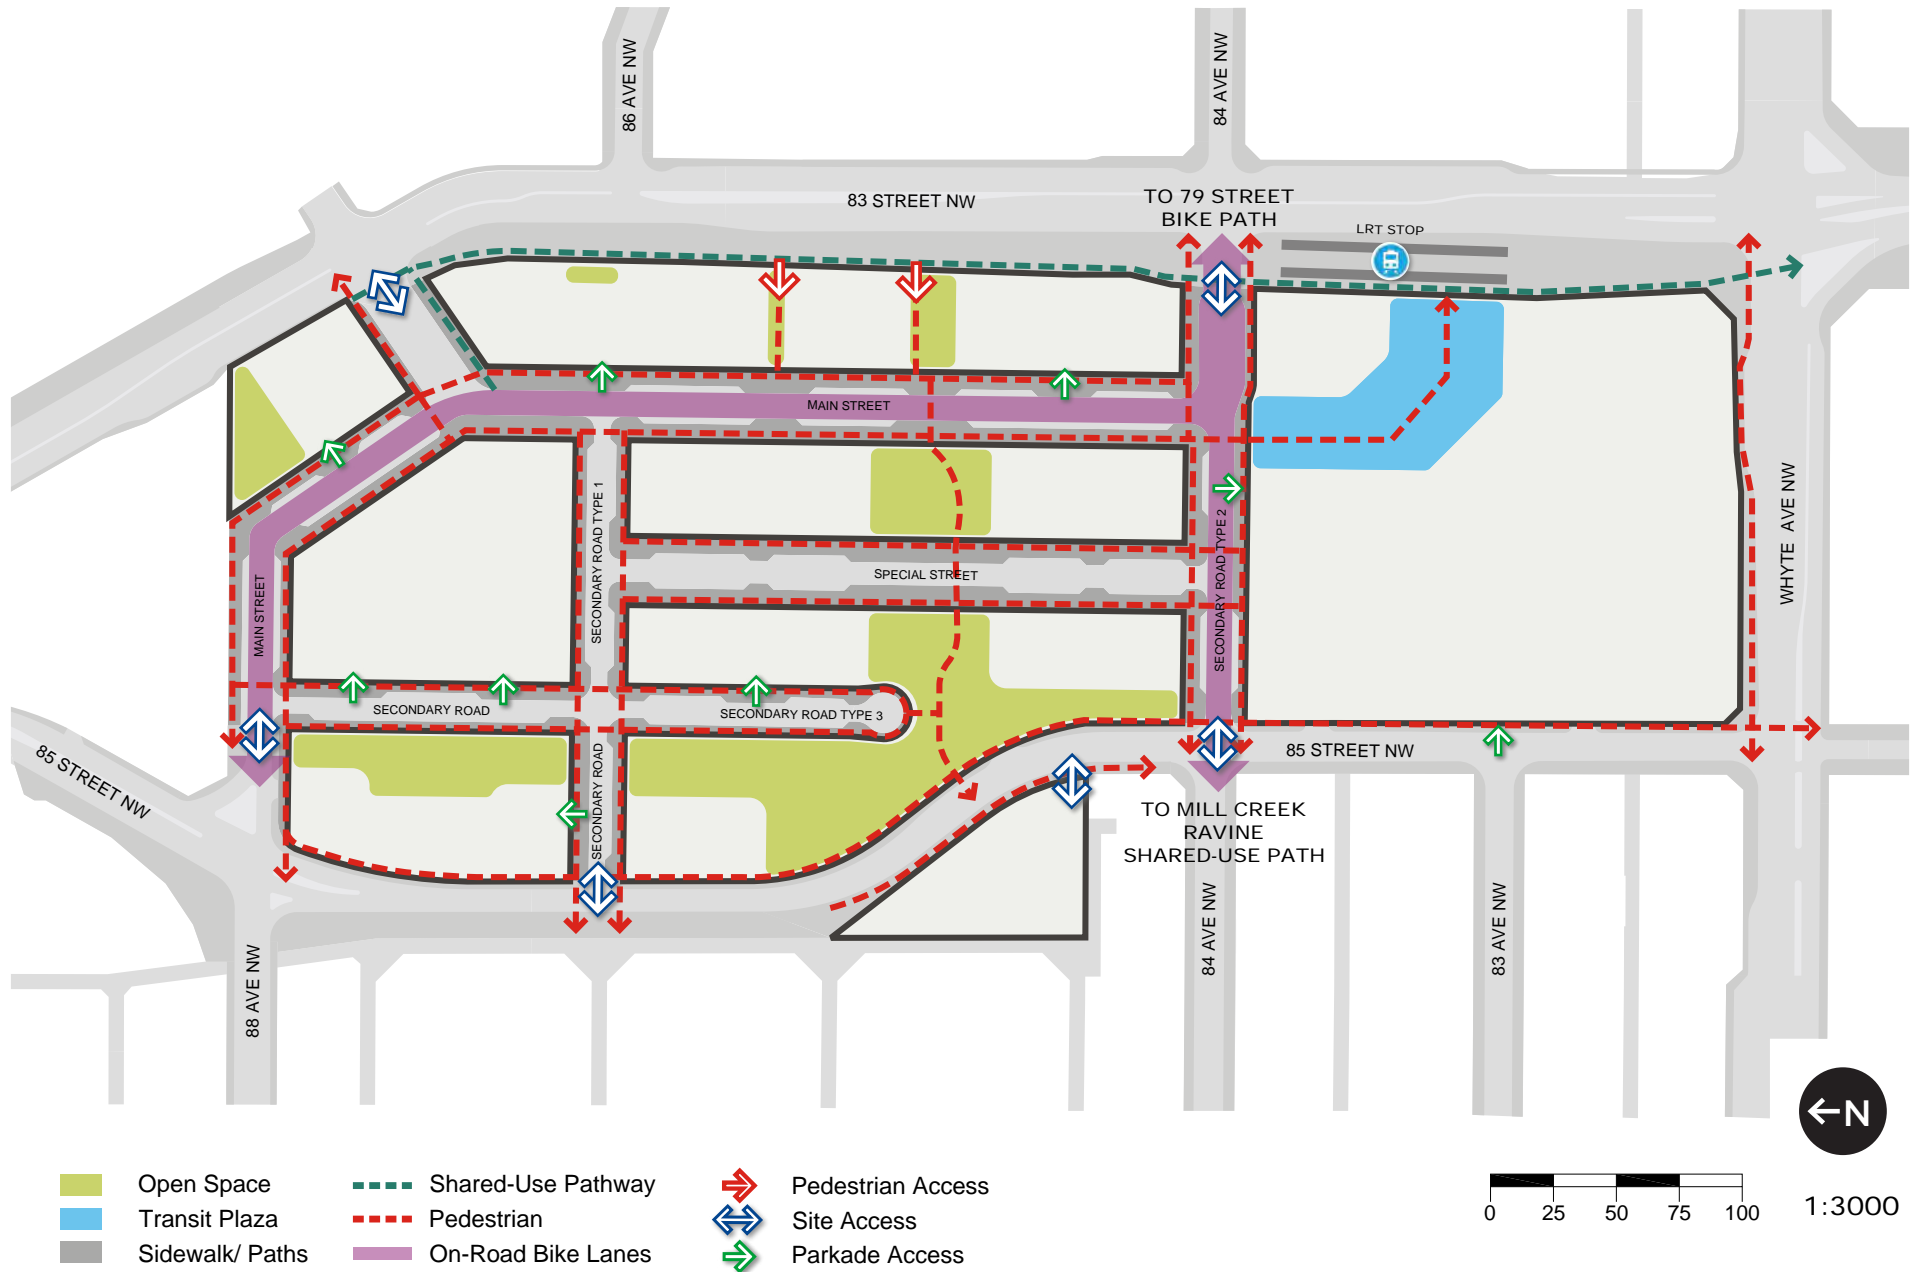 86 AVE NW
84 AVE NW
83 STREET NW
TO 79 STREET
BIKE PATH
LRT STOP
MAIN STREET
SECONDARY ROAD TYPE 1
SECONDARY ROAD TYPE 2
WHYTE AVE NW
SPECIAL STREET
MAIN STREET
SECONDARY ROAD
SECONDARY ROAD TYPE 3
85 STREET NW
SECONDARY ROAD
85 STREET NW
TO MILL CREEK
RAVINE
SHARED-USE PATH
88 AVE NW
84 AVE NW
83 AVE NW
N
Open Space
Transit Plaza
Sidewalk/ Paths
Shared-Use Pathway
Pedestrian
On-Road Bike Lanes
Pedestrian Access
Site Access
Parkade Access
0 25 50 75 100
1:3000